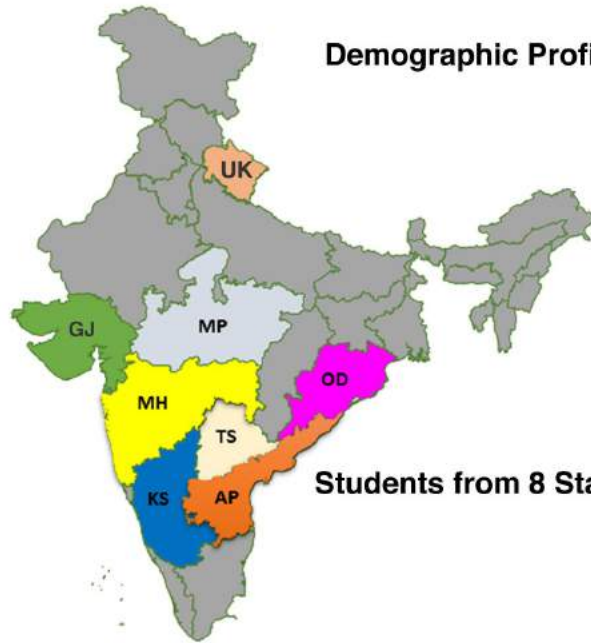 Demographic Profi
UK
GJ
MP
OD
MH
TS
KS
AP
Students from 8 Sta